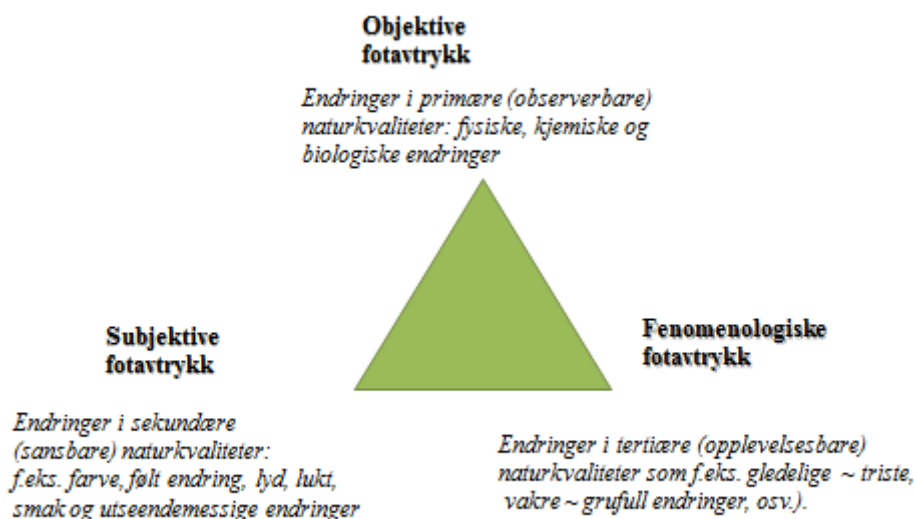 Objektive
fotavtrykk
Endringer i primære (observerbare)
naturkvaliteter: fysiske, kjemiske og
biologiske endringer
Subjektive
fotavtrykk
Endringer i sekundære
(sansbare) naturkvaliteter:
f.eks. farve, følt endring, lyd, lukt,
smak og utseendemessige endringer
Fenomenologiske
fotavtrykk
Endringer i tertiære (opplevelsesbare)
naturkvaliteter som f.eks. gledelige ~ triste,
vakre ~ grufull endringer, osv.).